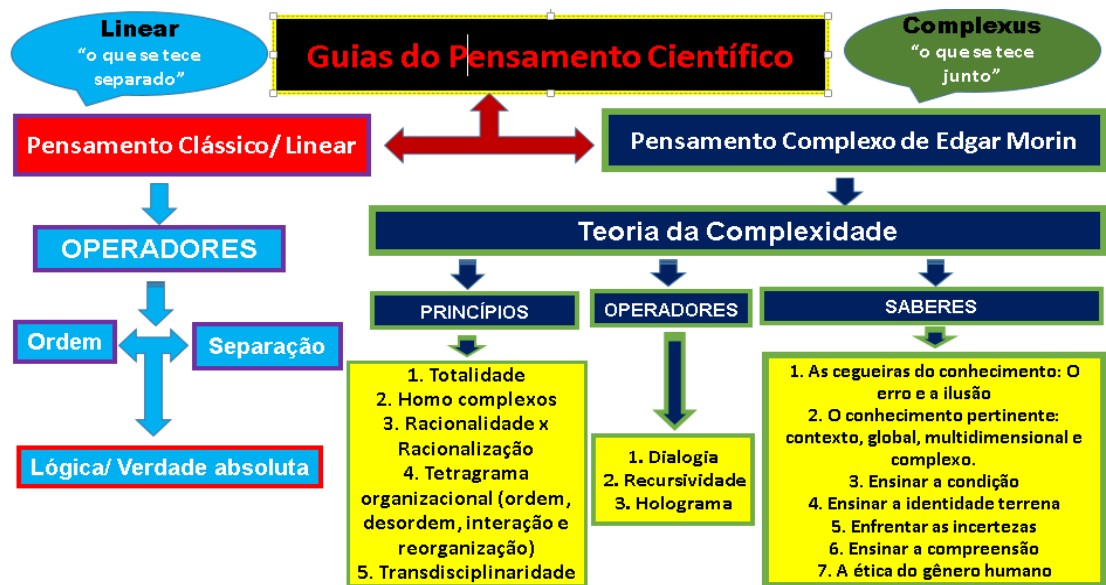 Linear
“o que se tece
separado”
Guias do Pensamento Científico
Complexus
“o que se tece
junto”
Pensamento Clássico/ Linear
Pensamento Complexo de Edgar Morin
OPERADORES
Teoria da Complexidade
Ordem
Separação
Lógica/ Verdade absoluta
PRINCÍPIOS
1. Totalidade
2. Homo complexos
3. Racionalidade x
Racionalização
4. Tetragrama
organizacional (ordem,
desordem, interação e
reorganização)
5. Transdisciplinaridade
OPERADORES
1. Dialogia
2. Recursividade
3. Holograma
SABERES
1. As cegueiras do conhecimento: O
erro e a ilusão
2. O conhecimento pertinente:
contexto, global, multidimensional e
complexo.
3. Ensinar a condição
4. Ensinar a identidade terrena
5. Enfrentar as incertezas
6. Ensinar a compreensão
7. A ética do gênero humano